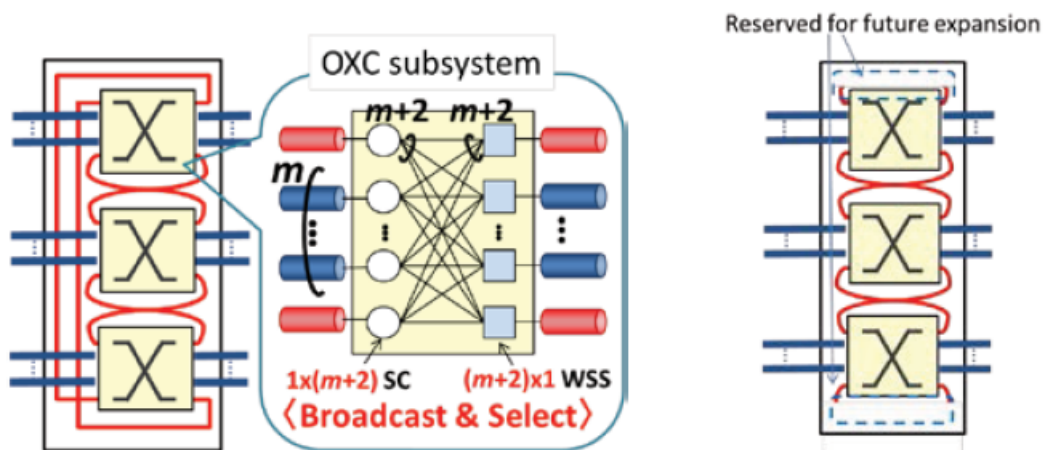 Reserved for future expansion
OXC subsystem
m+2 m+2
m
1x(m+2) SC (m+2)x1 WSS
〈Broadcast & Select〉